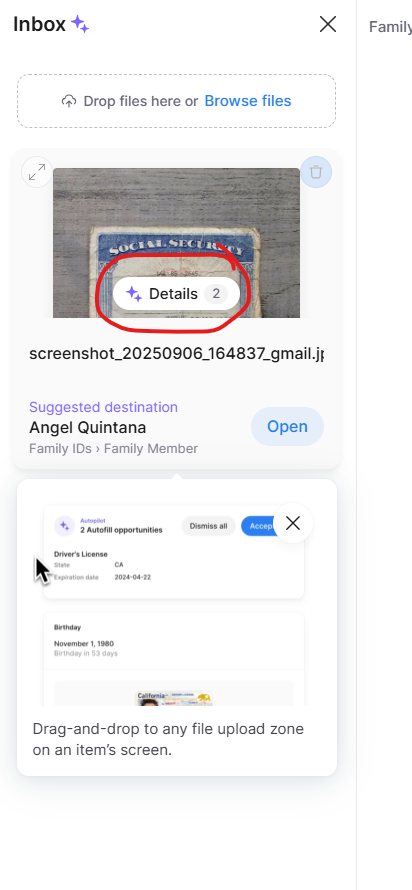 Inbox
Family
Drop files here or Browse files
SOCIAL SECURITY
Details 2
screenshot_20250906_164837_gmail.jp
Suggested destination
Angel Quintana
Family IDs › Family Member
Open
Autopilot
2 Autofill opportunities
Dismiss all
Accep
Driver's License
State CA
Expiration date 2024-04-22
Birthday
November 1, 1980
Birthday in 53 days
California
Drag-and-drop to any file upload zone
on an item's screen.